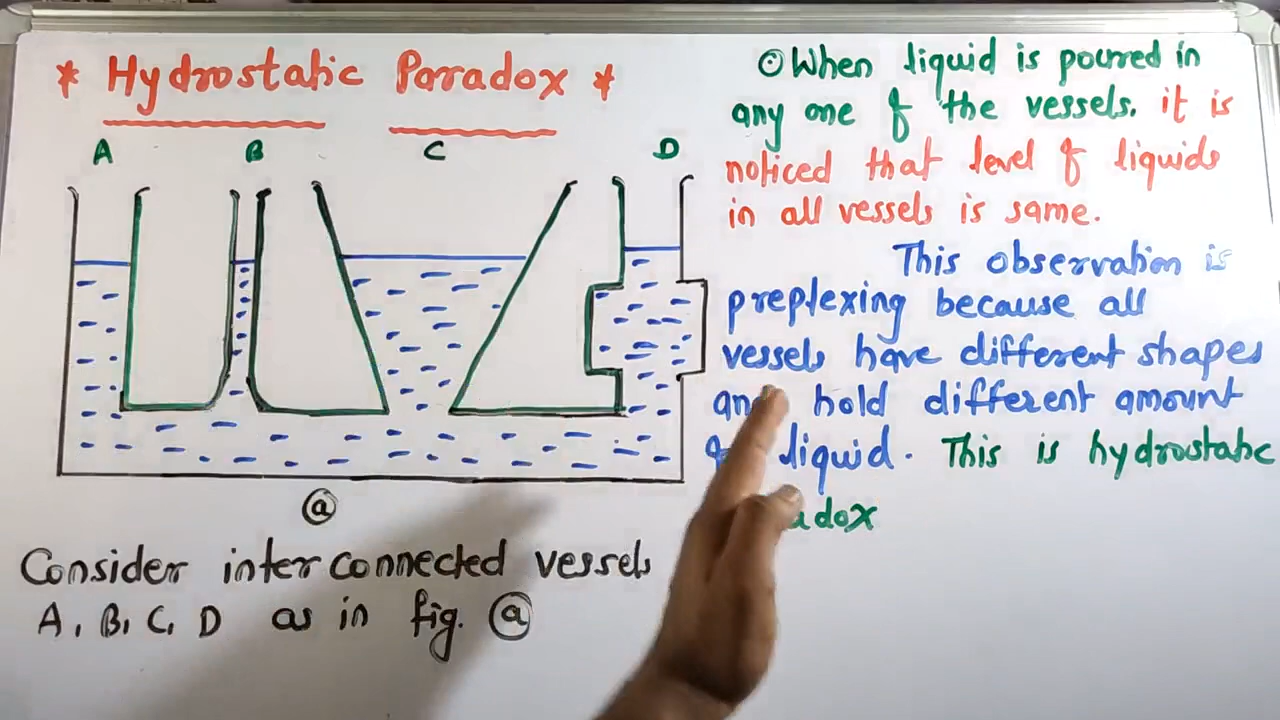 * Hydrostatic Paradox *
A B C D
ⓐ
Consider interconnected vessels
A, B, C, D as in fig. ⓐ
⊙ When liquid is poured in
any one of the vessels. it is
noticed that level of liquids
in all vessels is same.
This observation is
preplexing because all
vessels have different shapes
hold different amount
liquid. This is hydrostatic
adox